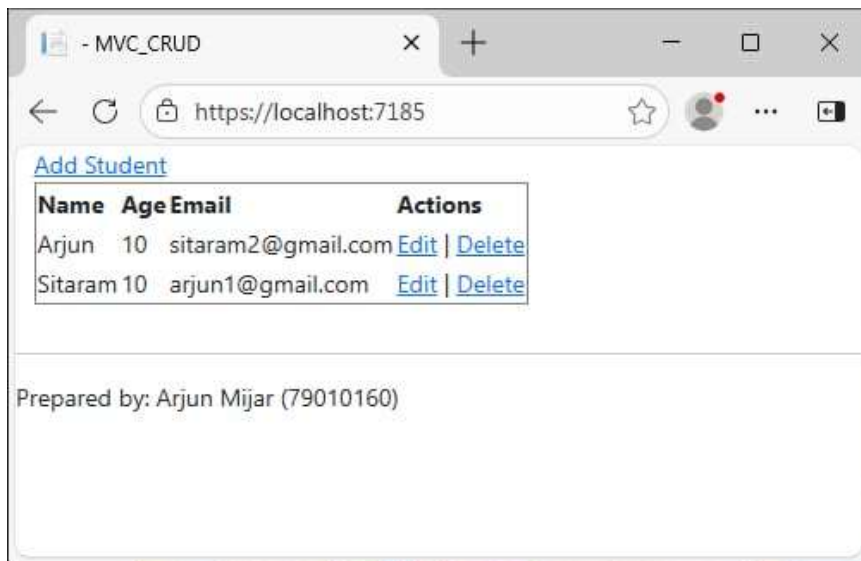 - MVC_CRUD
https://localhost:7185
Add Student
Name Age Email Actions
Arjun 10 sitaram2@gmail.com Edit | Delete
Sitaram 10 arjun1@gmail.com Edit | Delete
Prepared by: Arjun Mijar (79010160)